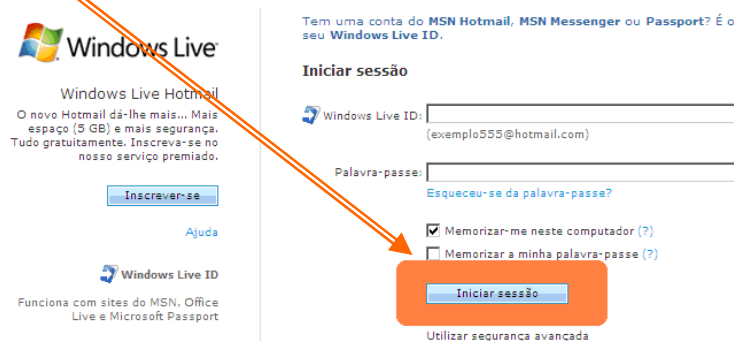 Windows Live
Windows Live Hotmail
O novo Hotmail dá-lhe mais... Mais
espaço (5 GB) e mais segurança.
Tudo gratuitamente. Inscreva-se no
nosso serviço premiado.
Inscrever-se
Ajuda
Windows Live ID
Funciona com sites do MSN, Office
Live e Microsoft Passport
Tem uma conta do MSN Hotmail, MSN Messenger ou Passport? É o
seu Windows Live ID.
Iniciar sessão
Windows Live ID:
(exemplo555@hotmail.com)
Palavra-passe:
Esqueceu-se da palavra-passe?
Memorizar-me neste computador (?)
Memorizar a minha palavra-passe (?)
Iniciar sessão
Utilizar segurança avançada